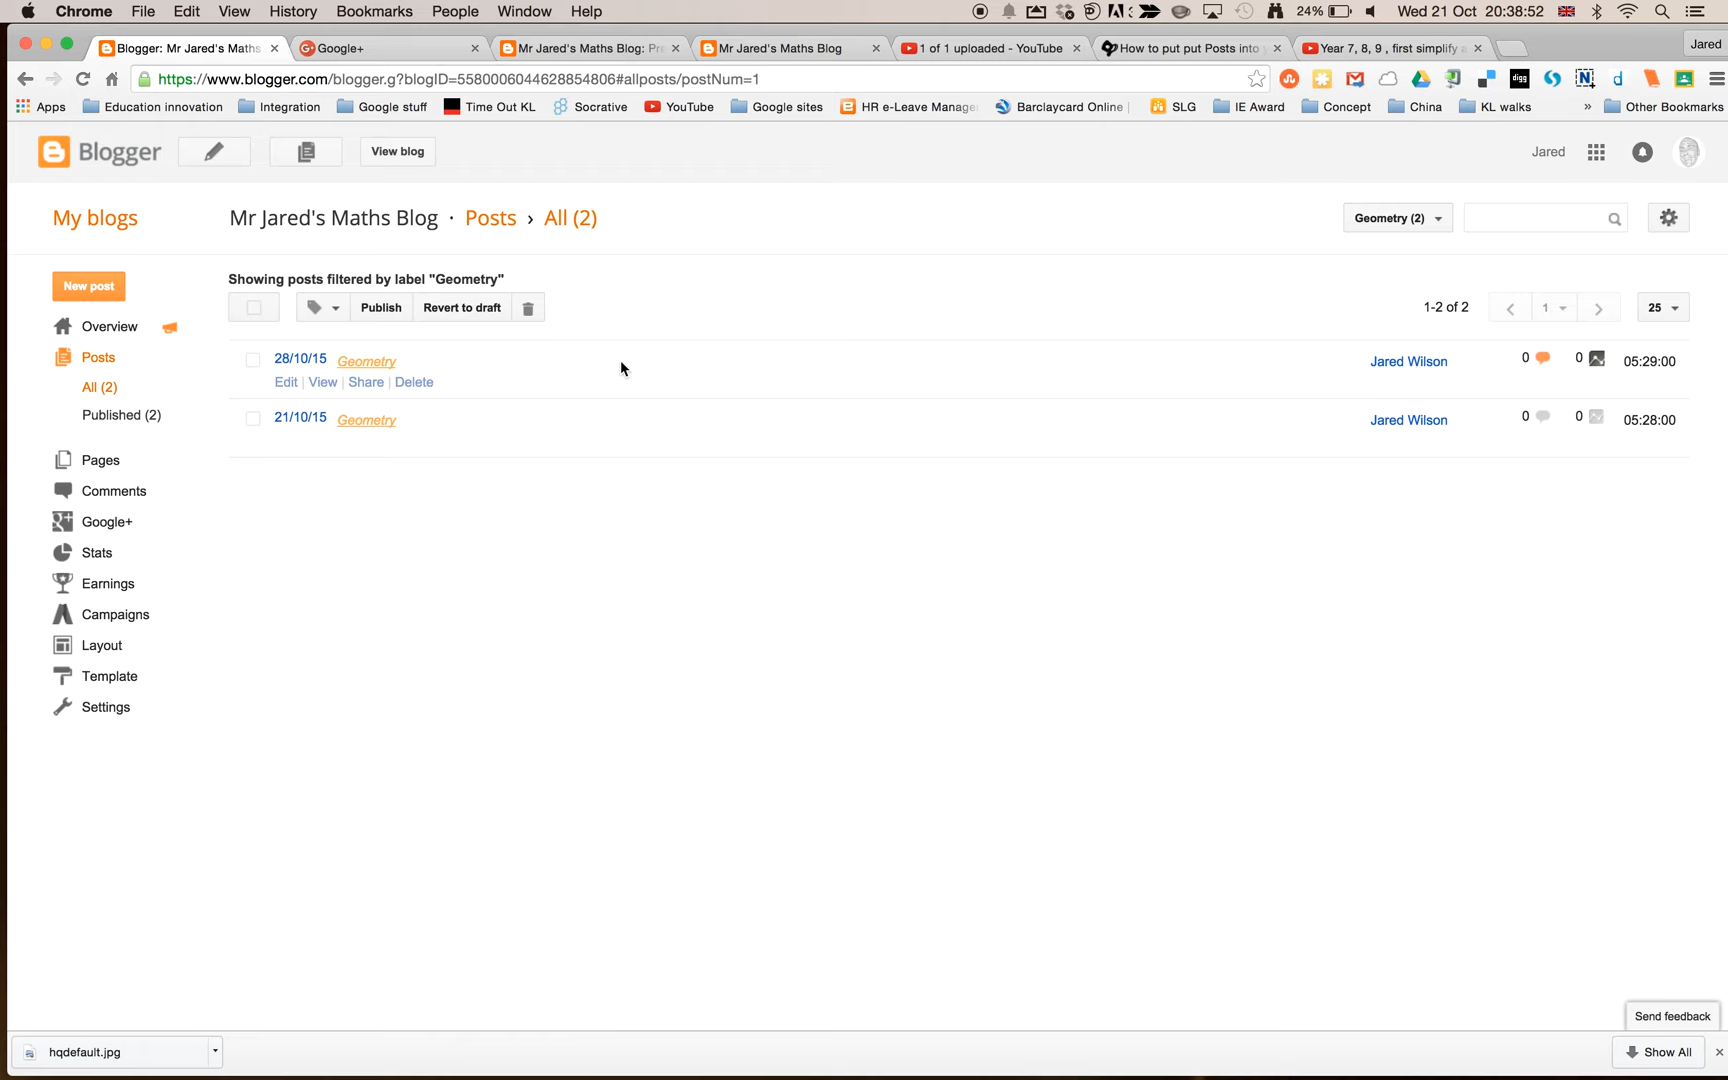 Chrome File Edit View History Bookmarks People Window Help 24% Wed 21 Oct 20:38:52
Blogger: Mr Jared's Maths Google+ Mr Jared's Maths Blog: Pre Mr Jared's Maths Blog 1 of 1 uploaded - YouTube How to put put Posts into Year 7, 8, 9 , first simplify Jared
https://www.blogger.com/blogger.g?blogID=5580006044628854806#allposts/postNum=1
Apps Education innovation Integration Google stuff Time Out KL Socrative YouTube Google sites HR e-Leave Manage Barclaycard Online SLG IE Award Concept China KL walks » Other Bookmarks
Blogger View blog Jared
My blogs Mr Jared's Maths Blog · Posts › All (2) Geometry (2)
Showing posts filtered by label "Geometry"
New post Publish Revert to draft 1-2 of 2 1 25
Overview
Posts 28/10/15 Geometry Jared Wilson 0 0 05:29:00
All (2) Edit | View | Share | Delete
Published (2) 21/10/15 Geometry Jared Wilson 0 0 05:28:00
Pages
Comments
Google+
Stats
Earnings
Campaigns
Layout
Template
Settings
Send feedback
hqdefault.jpg Show All